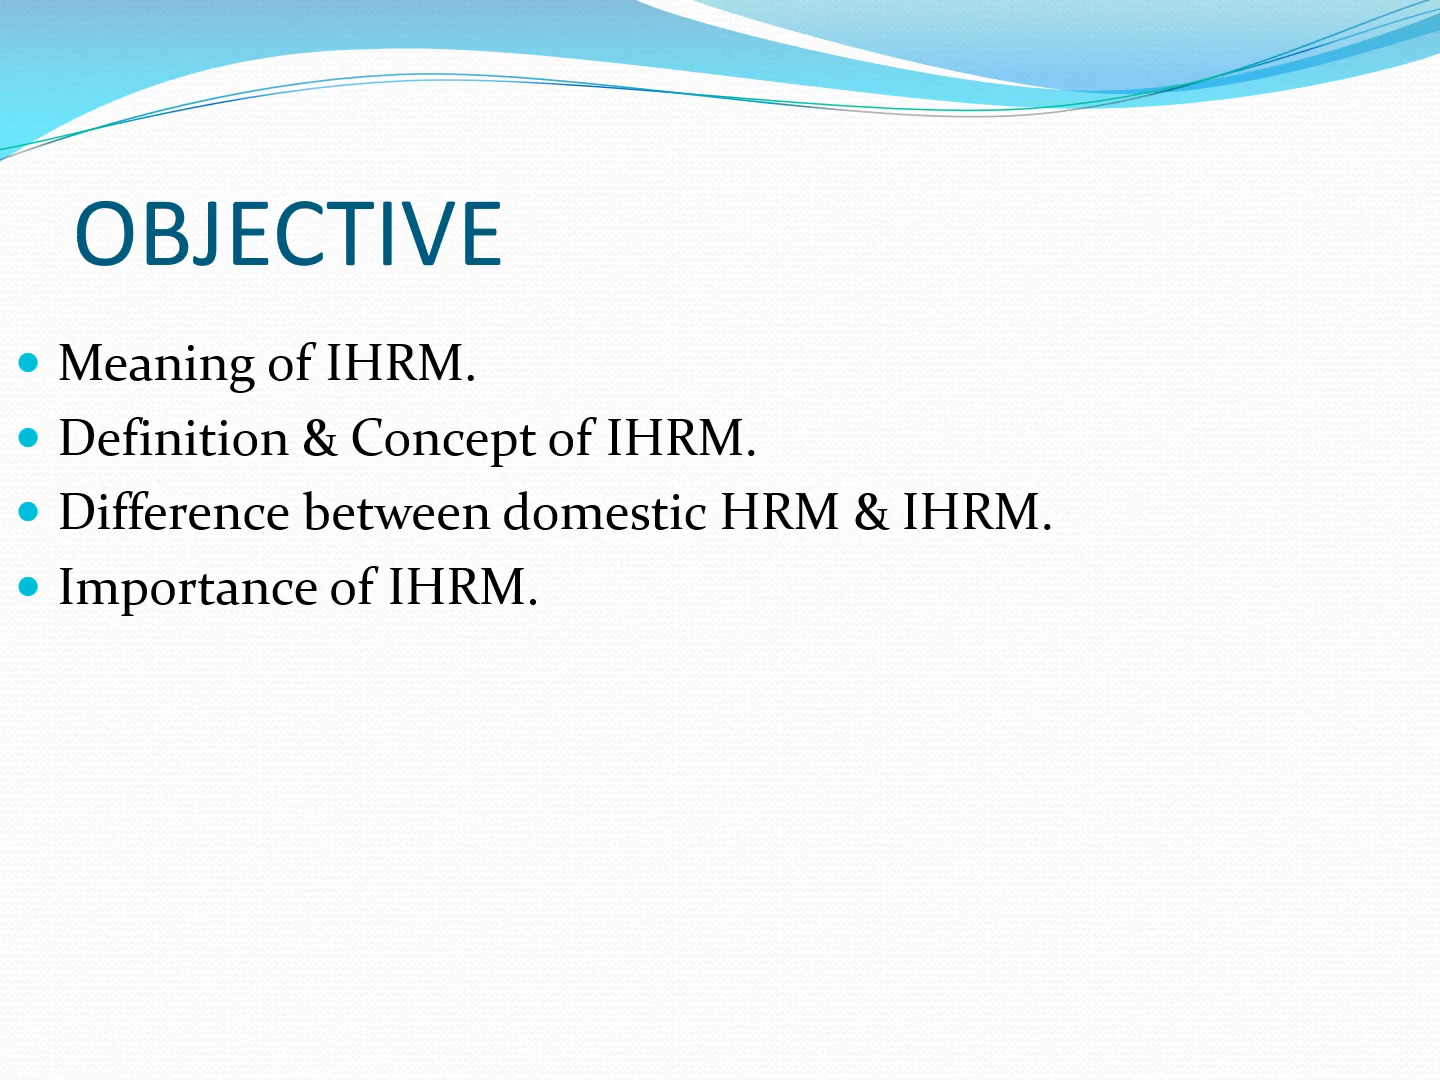 OBJECTIVE
• Meaning of IHRM.
• Definition & Concept of IHRM.
• Difference between domestic HRM & IHRM.
• Importance of IHRM.